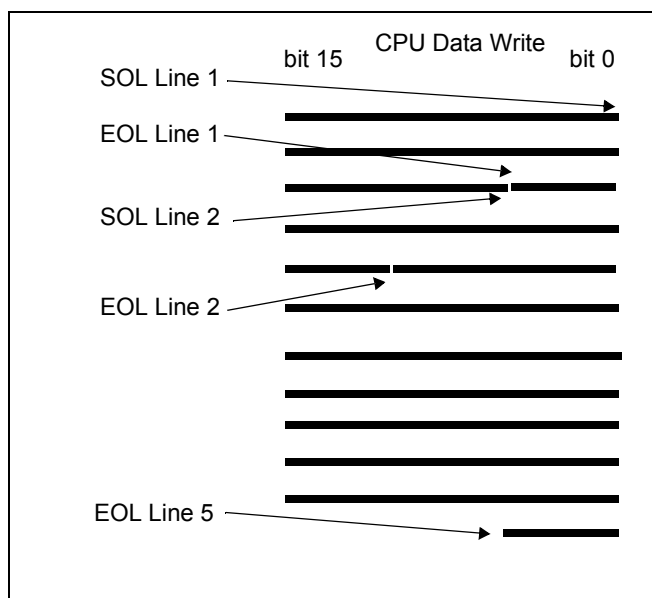 CPU Data Write
bit 15
bit 0
SOL Line 1
EOL Line 1
SOL Line 2
EOL Line 2
EOL Line 5